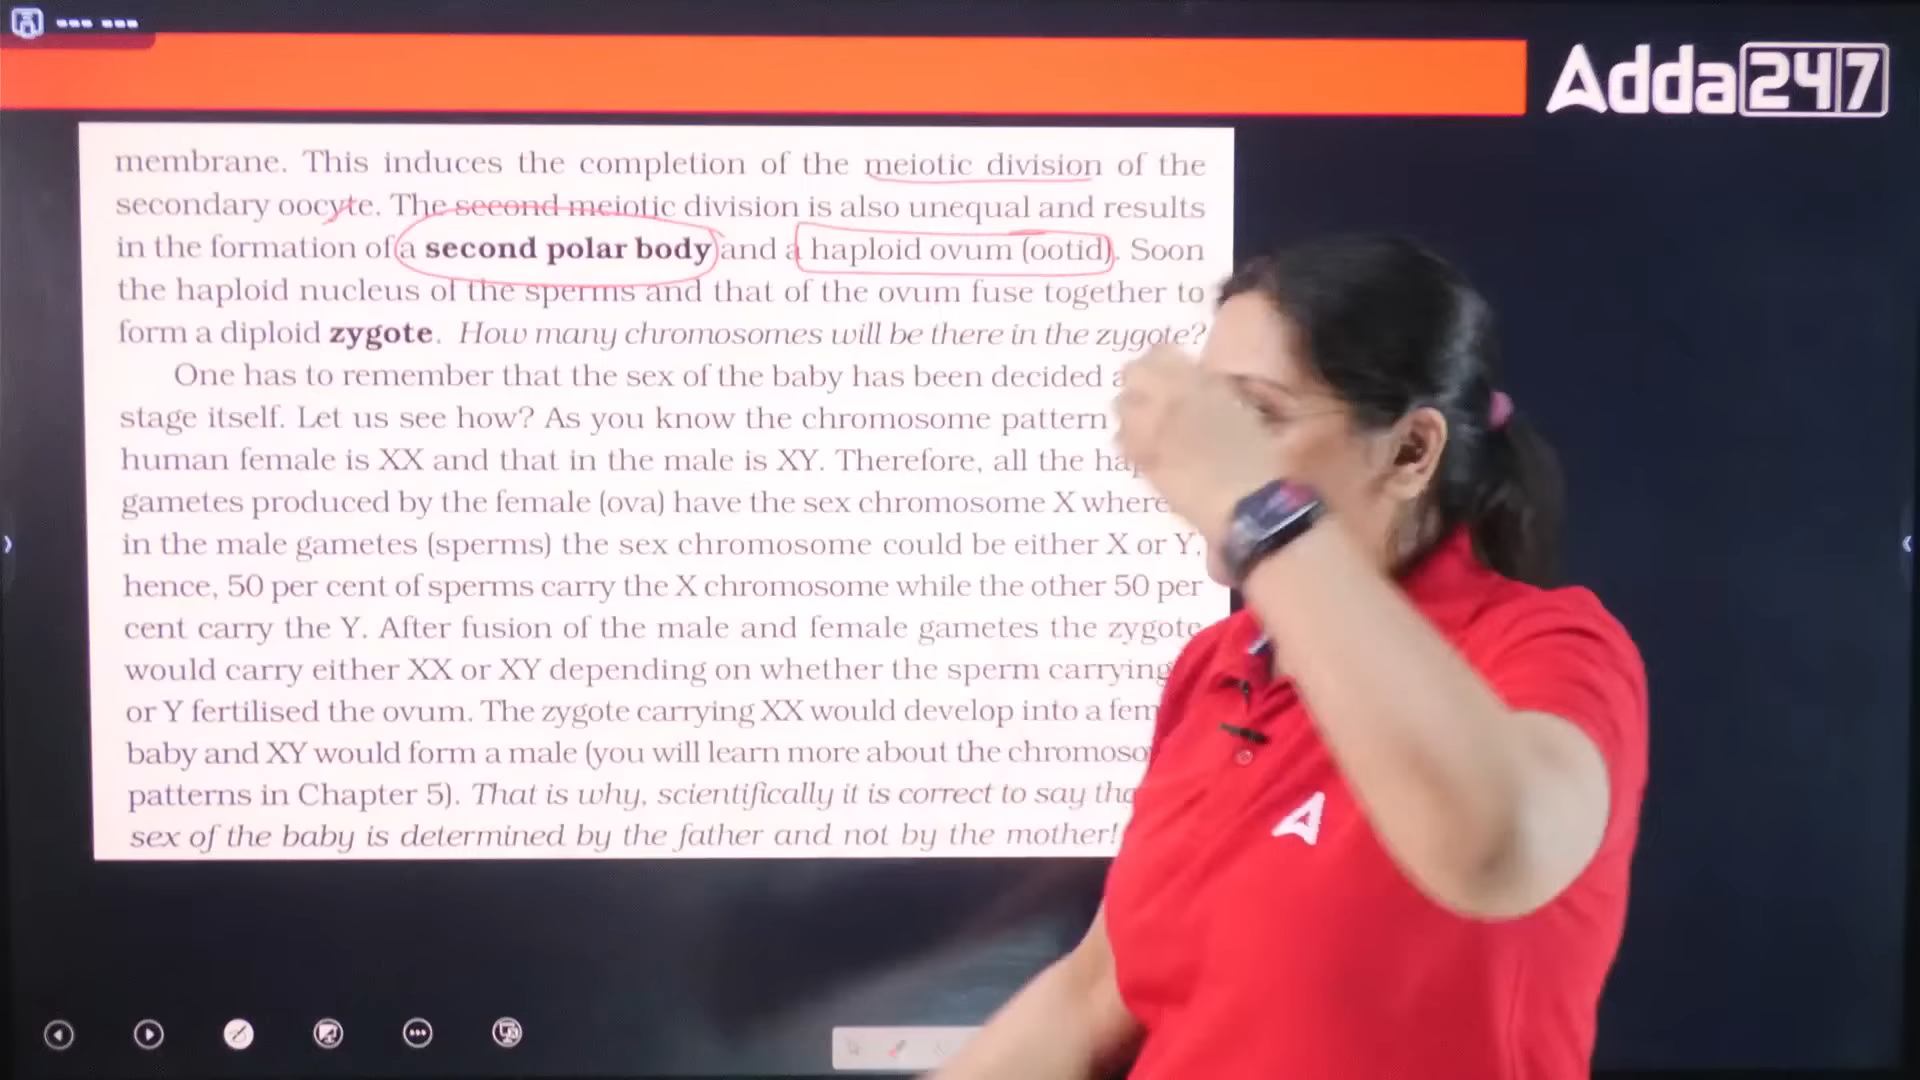 Adda247
membrane. This induces the completion of the meiotic division of the
secondary oocyte. The second meiotic division is also unequal and results
in the formation of a second polar body and a haploid ovum (ootid). Soon
the haploid nucleus of the sperms and that of the ovum fuse together to
form a diploid zygote. How many chromosomes will be there in the zygote?
One has to remember that the sex of the baby has been decided
stage itself. Let us see how? As you know the chromosome pattern
human female is XX and that in the male is XY. Therefore, all the
gametes produced by the female (ova) have the sex chromosome X
in the male gametes (sperms) the sex chromosome could be either X or Y,
hence, 50 per cent of sperms carry the X chromosome while the other 50 per
cent carry the Y. After fusion of the male and female gametes the zygote
would carry either XX or XY depending on whether the sperm carrying
or Y fertilised the ovum. The zygote carrying XX would develop into a
baby and XY would form a male (you will learn more about the
patterns in Chapter 5). That is why, scientifically it is correct to say
sex of the baby is determined by the father and not by the mother!